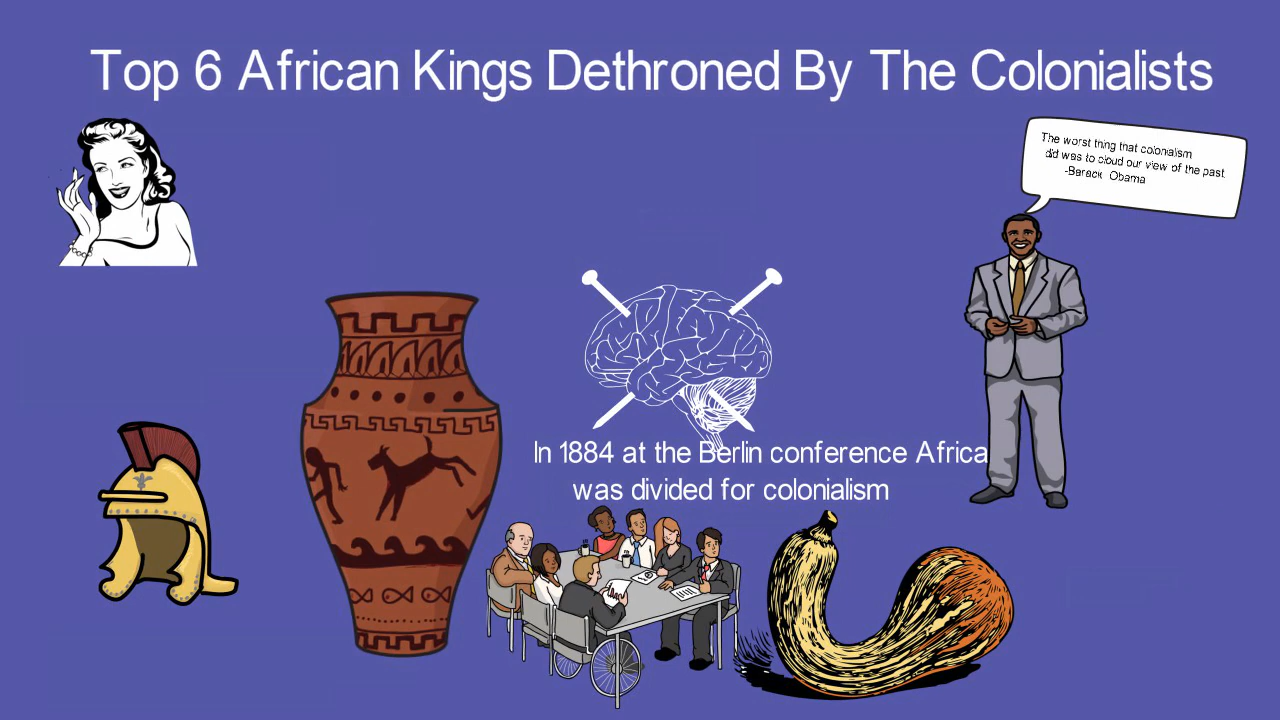 Top 6 African Kings Dethroned By The Colonialists
The worst thing that colonialism
did was to cloud our view of the past.
-Barack Obama
In 1884 at the Berlin conference Africa
was divided for colonialism